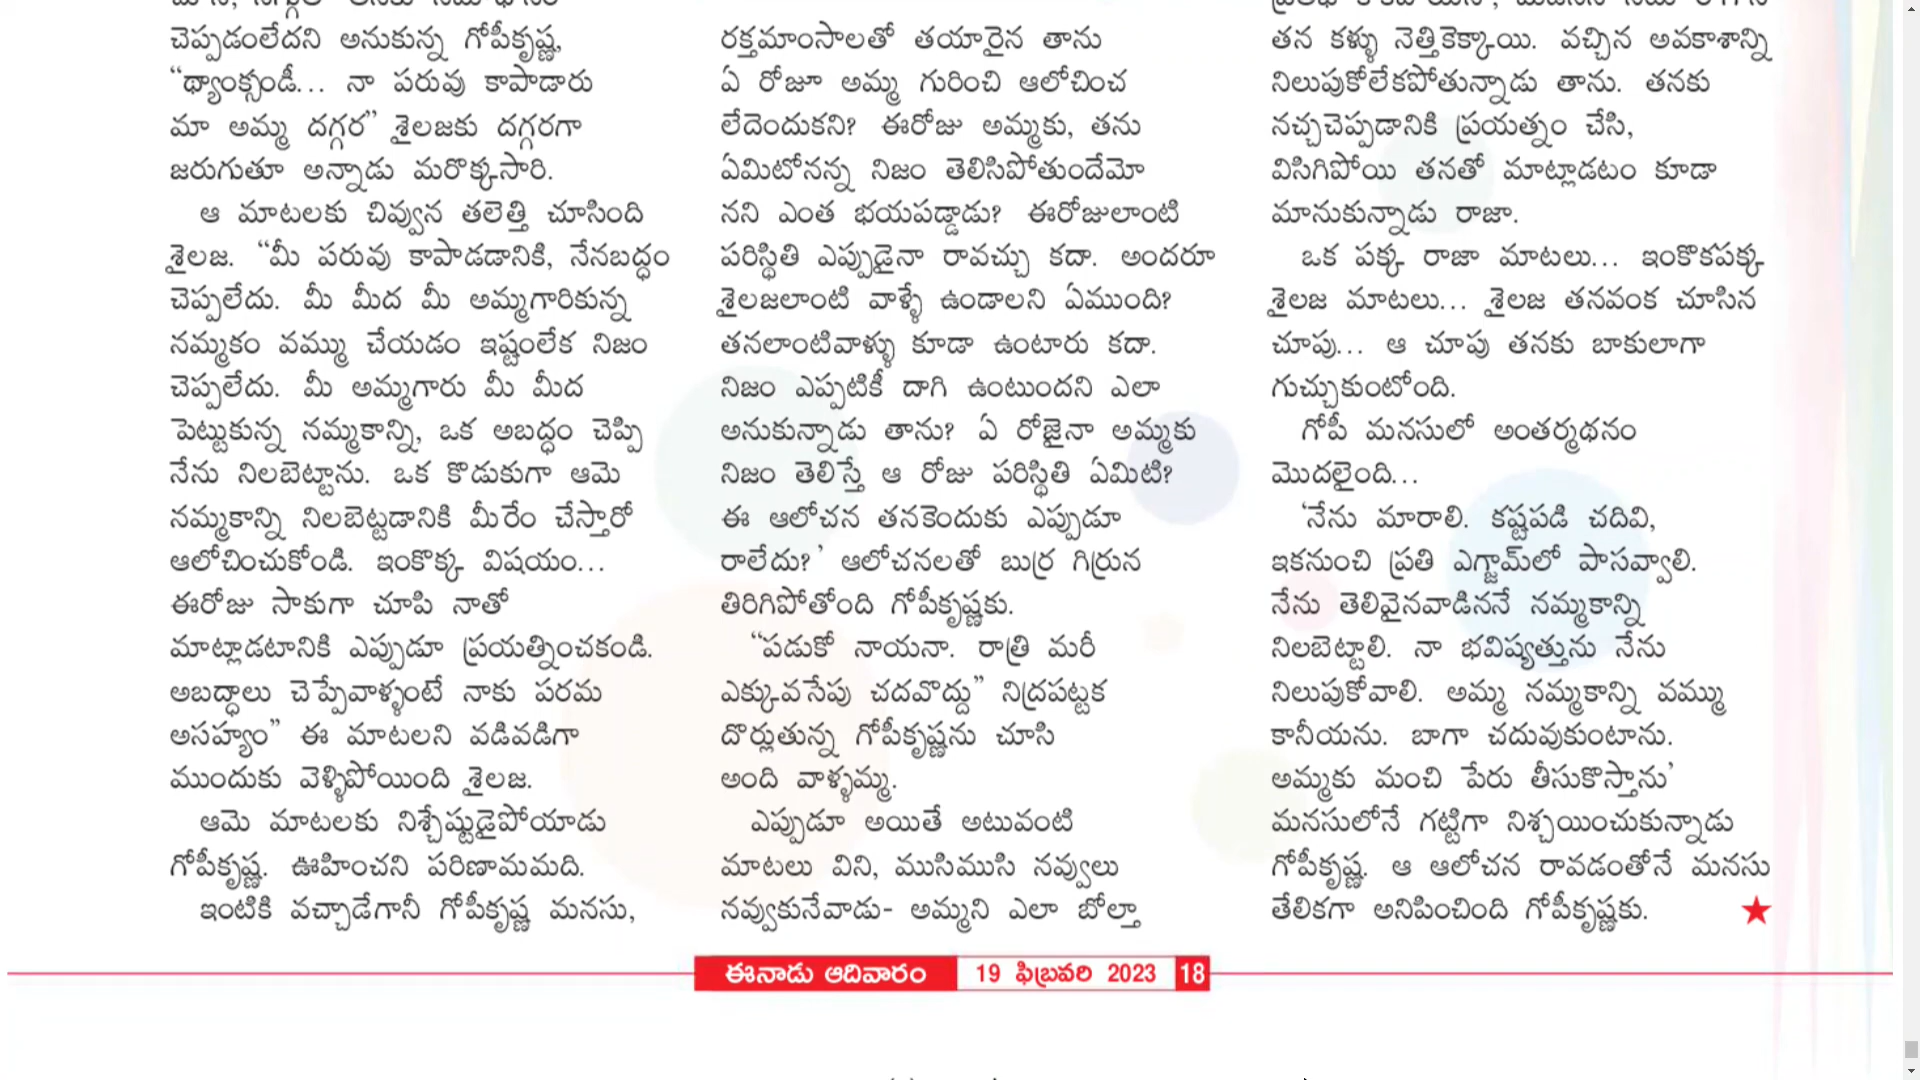 చెప్పడంలేదని అనుకున్న గోపీకృష్ణ,
“థ్యాంక్సండీ... నా పరువు కాపాడారు
మా అమ్మ దగ్గర” శైలజకు దగ్గరగా
జరుగుతూ అన్నాడు మరొక్కసారి.
ఆ మాటలకు చివ్వున తలెత్తి చూసింది
శైలజ. “మీ పరువు కాపాడడానికి, నేనబద్ధం
చెప్పలేదు. మీ మీద మీ అమ్మగారికున్న
నమ్మకం వమ్ము చేయడం ఇష్టంలేక నిజం
చెప్పలేదు. మీ అమ్మగారు మీ మీద
పెట్టుకున్న నమ్మకాన్ని, ఒక అబద్ధం చెప్పి
నేను నిలబెట్టాను. ఒక కొడుకుగా ఆమె
నమ్మకాన్ని నిలబెట్టడానికి మీరేం చేస్తారో
ఆలోచించుకోండి. ఇంకొక్క విషయం...
ఈరోజు సాకుగా చూపి నాతో
మాట్లాడటానికి ఎప్పుడూ ప్రయత్నించకండి.
అబద్ధాలు చెప్పేవాళ్ళంటే నాకు పరమ
అసహ్యం” ఈ మాటలని వడివడిగా
ముందుకు వెళ్ళిపోయింది శైలజ.
ఆమె మాటలకు నిశ్చేష్టుడైపోయాడు
గోపీకృష్ణ. ఊహించని పరిణామమది.
ఇంటికి వచ్చాడేగానీ గోపీకృష్ణ మనసు,
రక్తమాంసాలతో తయారైన తాను
ఏ రోజూ అమ్మ గురించి ఆలోచించ
లేదెందుకని? ఈరోజు అమ్మకు, తను
ఏమిటోనన్న నిజం తెలిసిపోతుందేమో
నని ఎంత భయపడ్డాడు? ఈరోజులాంటి
పరిస్థితి ఎప్పుడైనా రావచ్చు కదా. అందరూ
శైలజలాంటి వాళ్ళే ఉండాలని ఏముంది?
తనలాంటివాళ్ళు కూడా ఉంటారు కదా.
నిజం ఎప్పటికీ దాగి ఉంటుందని ఎలా
అనుకున్నాడు తాను? ఏ రోజైనా అమ్మకు
నిజం తెలిస్తే ఆ రోజు పరిస్థితి ఏమిటి?
ఈ ఆలోచన తనకెందుకు ఎప్పుడూ
రాలేదు?’ ఆలోచనలతో బుర్ర గిర్రున
తిరిగిపోతోంది గోపీకృష్ణకు.
“పడుకో నాయనా. రాత్రి మరీ
ఎక్కువసేపు చదవొద్దు” నిద్రపట్టక
దొర్లుతున్న గోపీకృష్ణను చూసి
అంది వాళ్ళమ్మ.
ఎప్పుడూ అయితే అటువంటి
మాటలు విని, ముసిముసి నవ్వులు
నవ్వుకునేవాడు- అమ్మని ఎలా బోల్తా
తన కళ్ళు నెత్తికెక్కాయి. వచ్చిన అవకాశాన్ని
నిలుపుకోలేకపోతున్నాడు తాను. తనకు
నచ్చచెప్పడానికి ప్రయత్నం చేసి,
విసిగిపోయి తనతో మాట్లాడటం కూడా
మానుకున్నాడు రాజా.
ఒక పక్క రాజా మాటలు... ఇంకొకపక్క
శైలజ మాటలు... శైలజ తనవంక చూసిన
చూపు... ఆ చూపు తనకు బాకులాగా
గుచ్చుకుంటోంది.
గోపీ మనసులో అంతర్మథనం
మొదలైంది...
‘నేను మారాలి. కష్టపడి చదివి,
ఇకనుంచి ప్రతి ఎగ్జామ్‌లో పాసవ్వాలి.
నేను తెలివైనవాడిననే నమ్మకాన్ని
నిలబెట్టాలి. నా భవిష్యత్తును నేను
నిలుపుకోవాలి. అమ్మ నమ్మకాన్ని వమ్ము
కానీయను. బాగా చదువుకుంటాను.
అమ్మకు మంచి పేరు తీసుకొస్తాను’
మనసులోనే గట్టిగా నిశ్చయించుకున్నాడు
గోపీకృష్ణ. ఆ ఆలోచన రావడంతోనే మనసు
తేలికగా అనిపించింది గోపీకృష్ణకు.
ఈనాడు ఆదివారం 19 ఫిబ్రవరి 2023 18